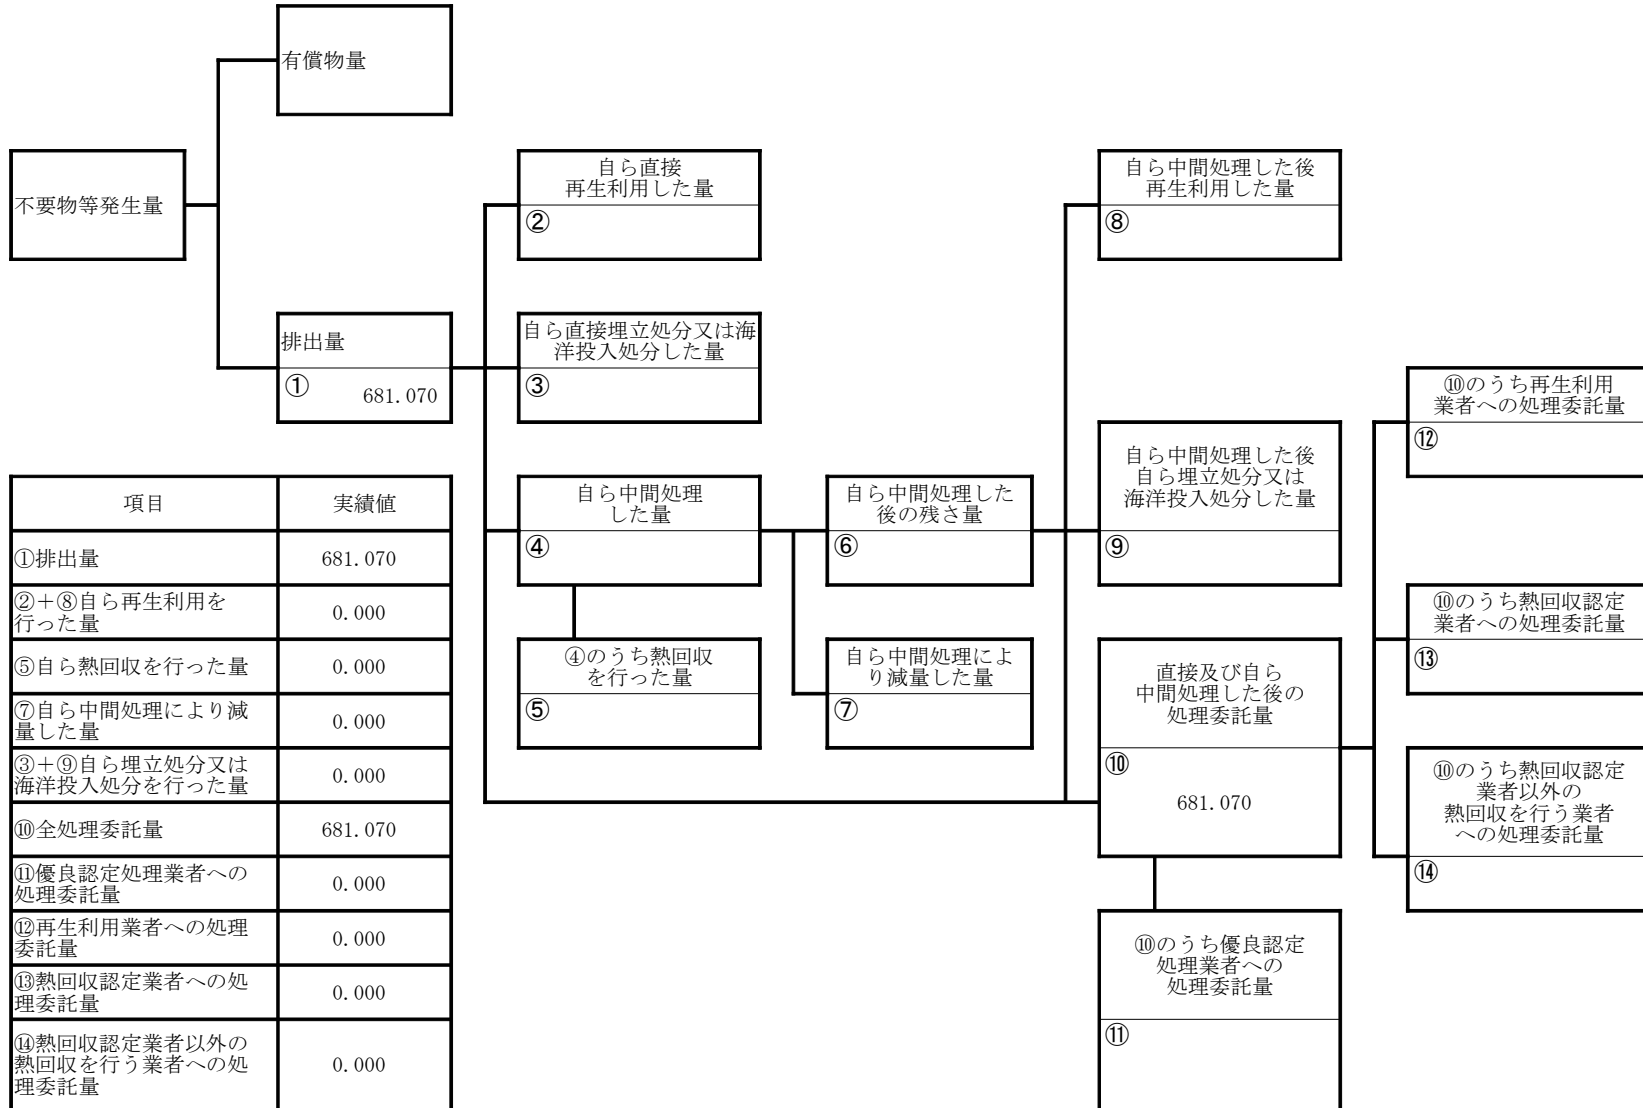 有償物量
不要物等発生量
自ら直接
再生利用した量
②
自ら中間処理した後
再生利用した量
⑧
排出量
① 681.070
自ら直接埋立処分又は海
洋投入処分した量
③
⑩のうち再生利用
業者への処理委託量
⑫
自ら中間処理
した量
④
自ら中間処理した
後の残さ量
⑥
自ら中間処理した後
自ら埋立処分又は
海洋投入処分した量
⑨
④のうち熱回収
を行った量
⑤
自ら中間処理によ
り減量した量
⑦
直接及び自ら
中間処理した後の
処理委託量
⑩
681.070
⑩のうち熱回収認定
業者への処理委託量
⑬
⑩のうち熱回収認定
業者以外の
熱回収を行う業者
への処理委託量
⑭
⑩のうち優良認定
処理業者への
処理委託量
⑪
項目 実績値
①排出量 681.070
②+⑧自ら再生利用を
行った量 0.000
⑤自ら熱回収を行った量 0.000
⑦自ら中間処理により減
量した量 0.000
③+⑨自ら埋立処分又は
海洋投入処分を行った量 0.000
⑩全処理委託量 681.070
⑪優良認定処理業者への
処理委託量 0.000
⑫再生利用業者への処理
委託量 0.000
⑬熱回収認定業者への処
理委託量 0.000
⑭熱回収認定業者以外の
熱回収を行う業者への処
理委託量 0.000